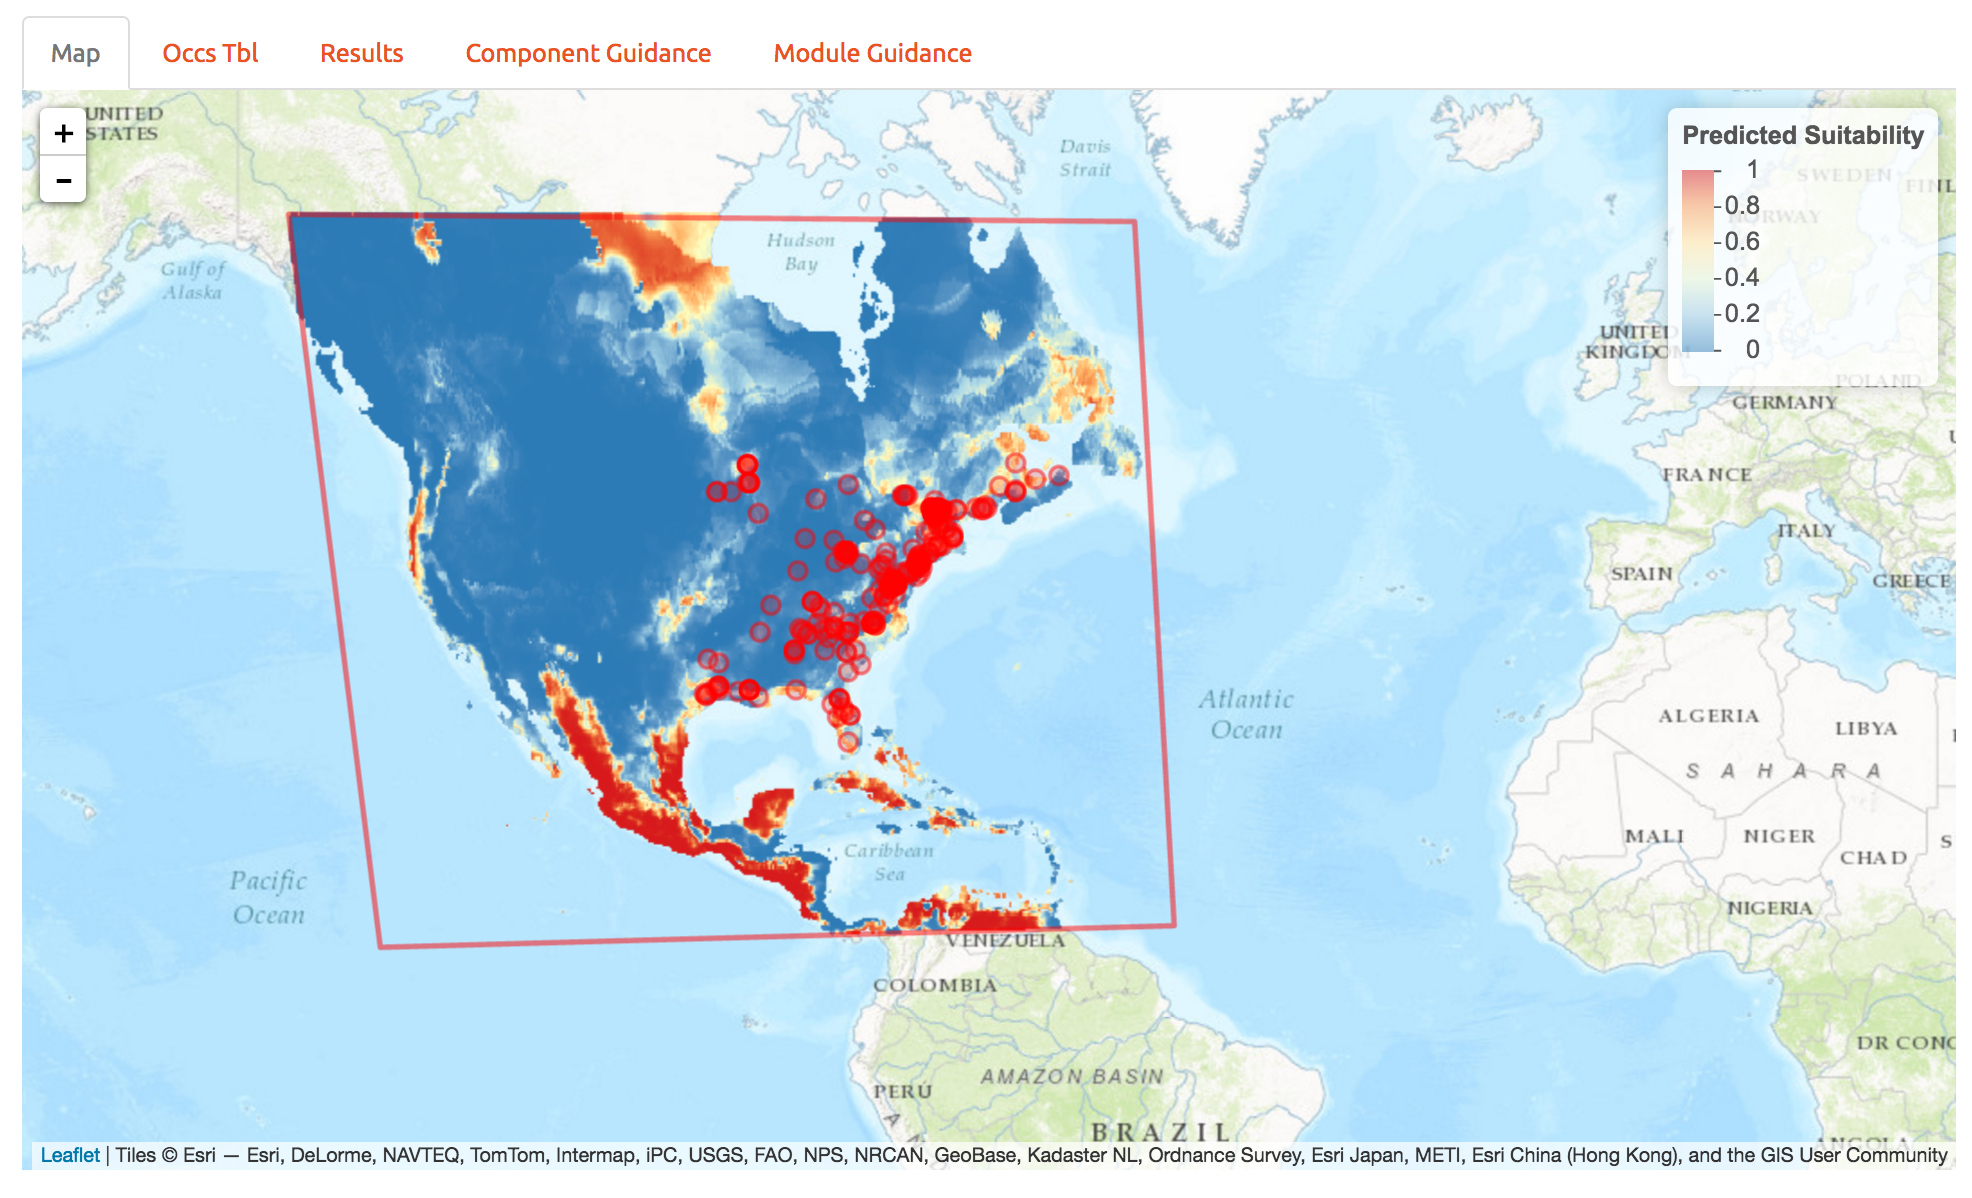 Map
Occs Tbl
Results
Component Guidance
Module Guidance
+
-
UNITED
STATES
Gulf of
Alaska
Hudson
Bay
Davis
Strait
Predicted Suitability
1
0.8
0.6
0.4
0.2
0
SWEDEN
FINL
NORWAY
UNITED
KINGDOM
POLAND
GERMANY
FRANCE
ITALY
SPAIN
GREECE
Atlantic
Ocean
ALGERIA
LIBYA
SAHARA
MALI
NIGER
CHAD
S
NIGERIA
Pacific
Ocean
Caribbean
Sea
VENEZUELA
COLOMBIA
AMAZON BASIN
PERÚ
A N
BRAZIL
DR CONG
ANGOLA
Leaflet | Tiles © Esri — Esri, DeLorme, NAVTEQ, TomTom, Intermap, iPC, USGS, FAO, NPS, NRCAN, GeoBase, Kadaster NL, Ordnance Survey, Esri Japan, METI, Esri China (Hong Kong), and the GIS User Community